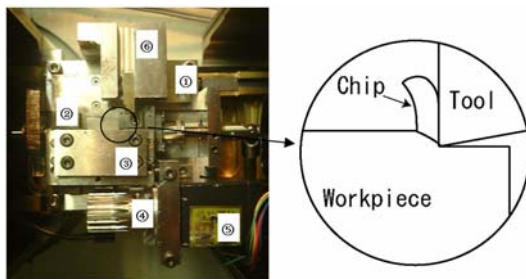 ⑥
①
②
③
④
⑤
Chip
Tool
Workpiece